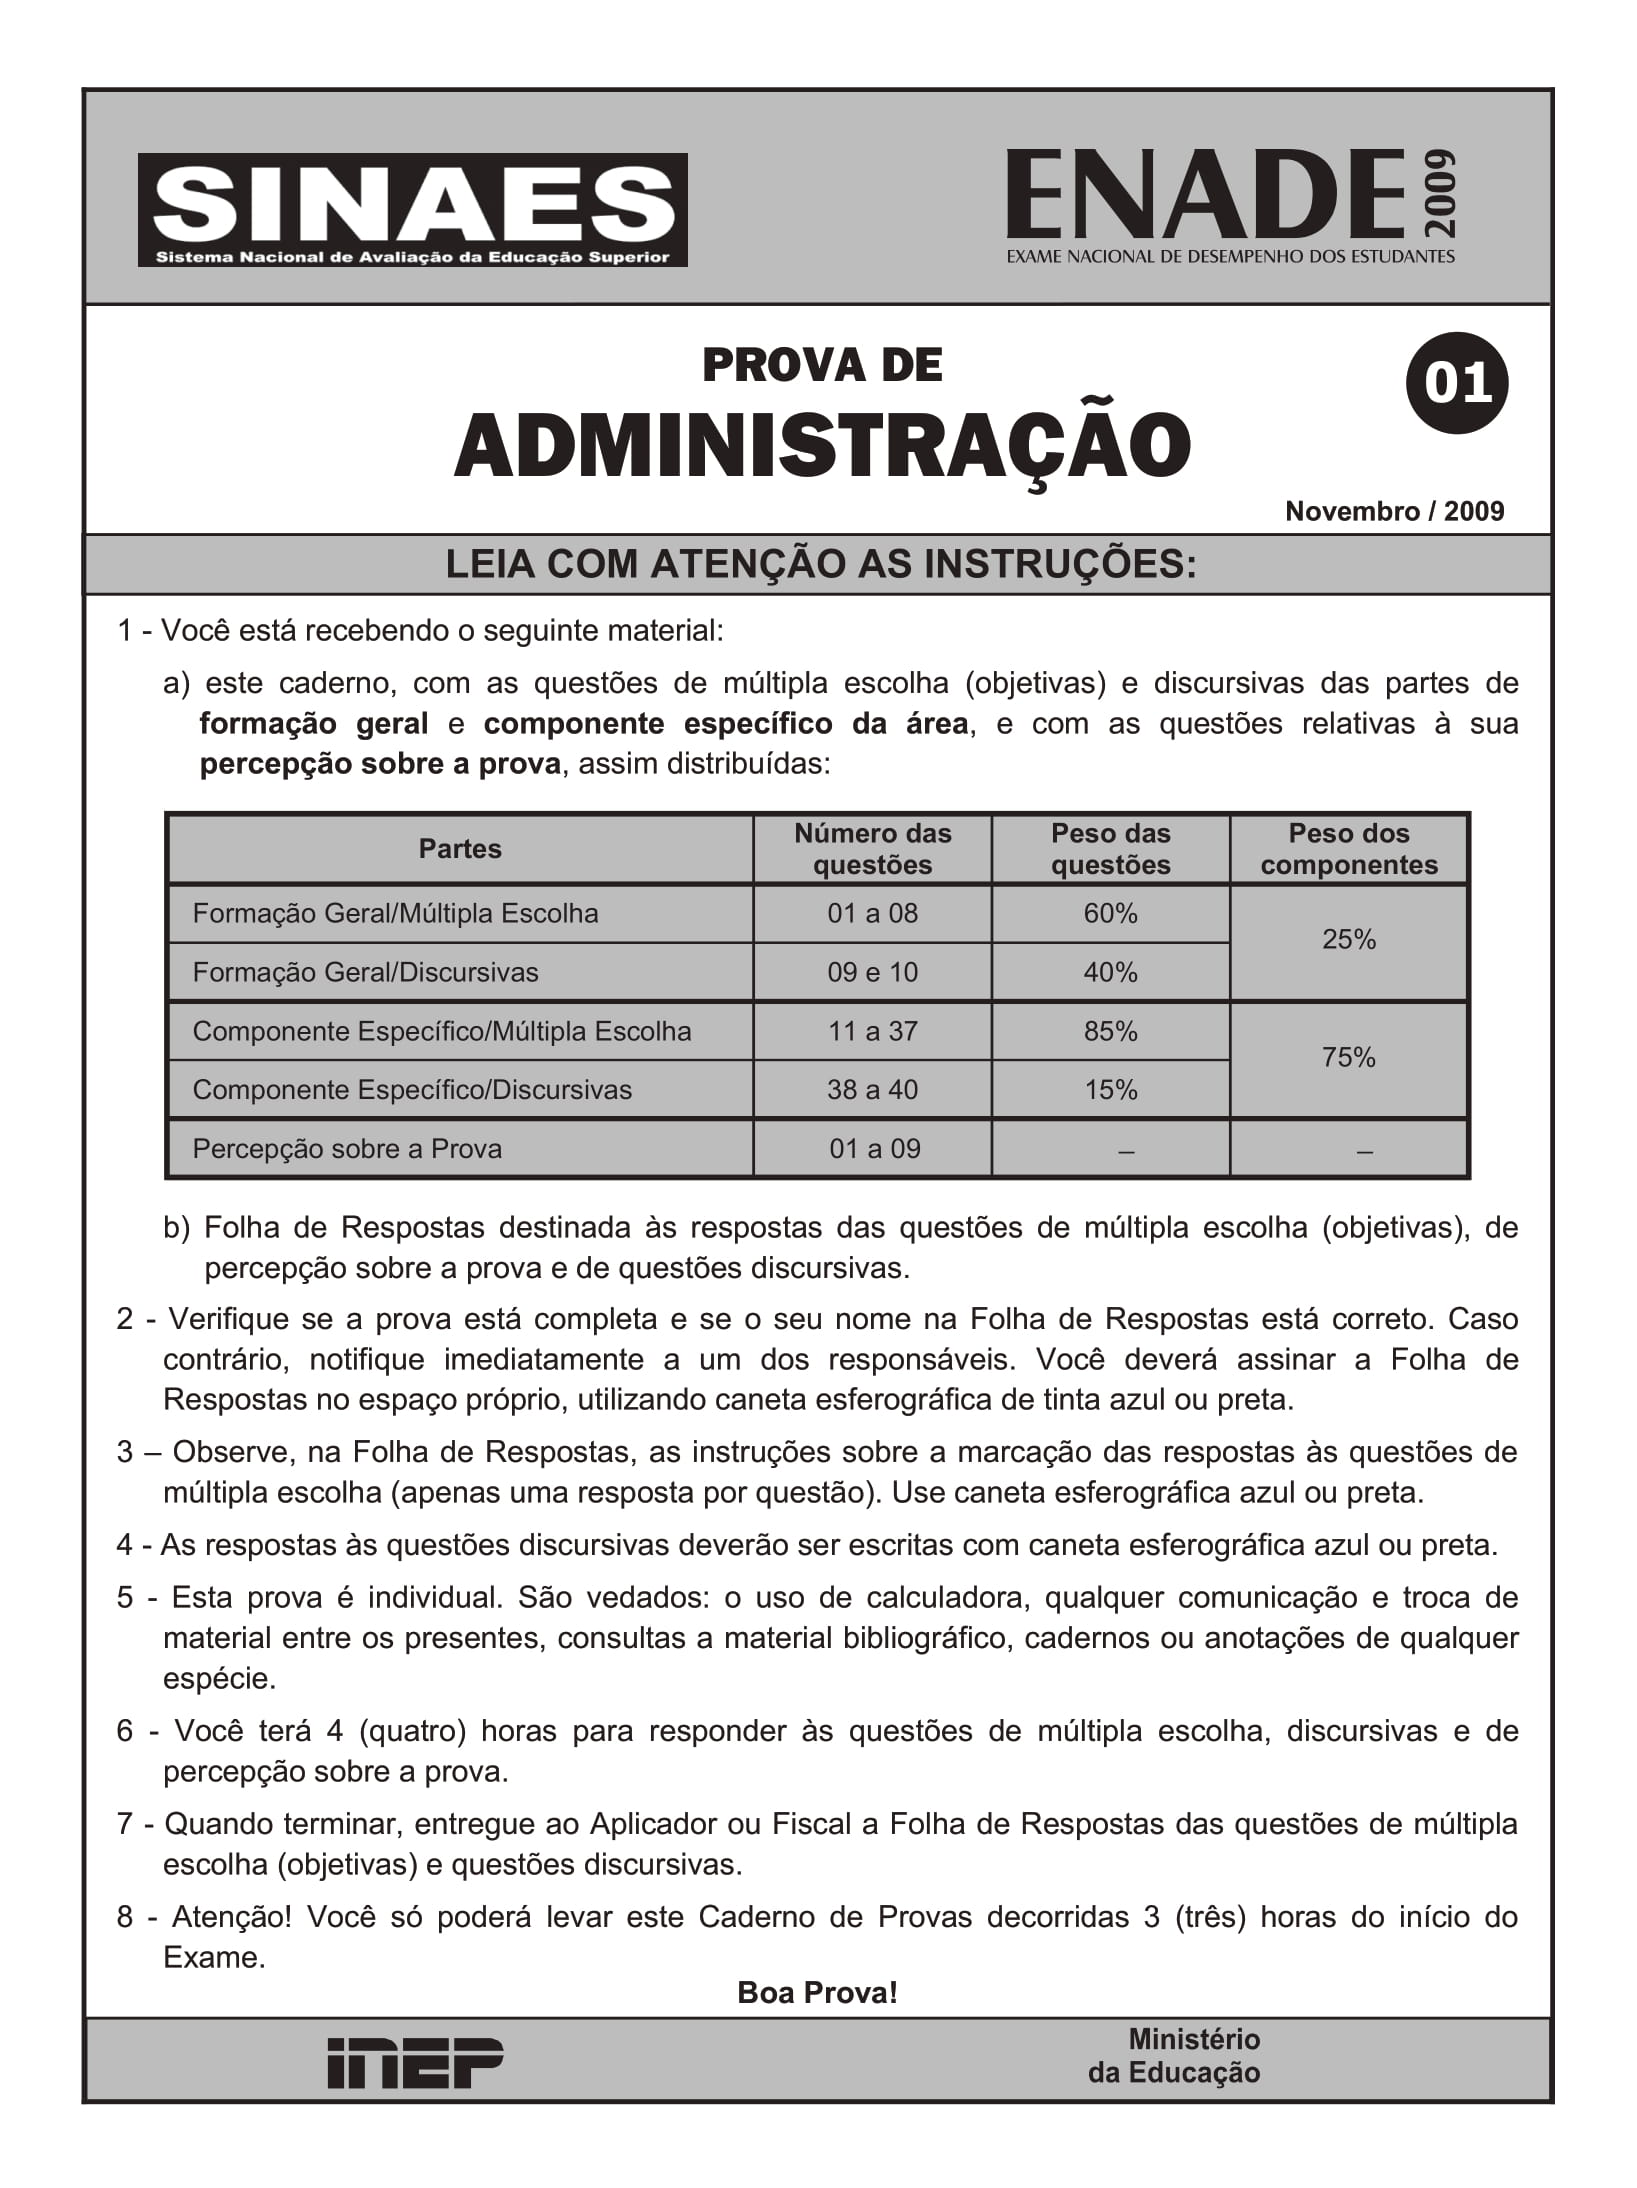 SINAES
Sistema Nacional de Avaliação da Educação Superior
ENADE 2009
EXAME NACIONAL DE DESEMPENHO DOS ESTUDANTES
PROVA DE
ADMINISTRAÇÃO
01
Novembro / 2009
LEIA COM ATENÇÃO AS INSTRUÇÕES:
1 - Você está recebendo o seguinte material:
a) este caderno, com as questões de múltipla escolha (objetivas) e discursivas das partes de
formação geral e componente específico da área, e com as questões relativas à sua
percepção sobre a prova, assim distribuídas:
Partes Número das questões Peso das questões Peso dos componentes
Formação Geral/Múltipla Escolha 01 a 08 60% 25%
Formação Geral/Discursivas 09 e 10 40%
Componente Específico/Múltipla Escolha 11 a 37 85% 75%
Componente Específico/Discursivas 38 a 40 15%
Percepção sobre a Prova 01 a 09 – –
b) Folha de Respostas destinada às respostas das questões de múltipla escolha (objetivas), de
percepção sobre a prova e de questões discursivas.
2 - Verifique se a prova está completa e se o seu nome na Folha de Respostas está correto. Caso
contrário, notifique imediatamente a um dos responsáveis. Você deverá assinar a Folha de
Respostas no espaço próprio, utilizando caneta esferográfica de tinta azul ou preta.
3 – Observe, na Folha de Respostas, as instruções sobre a marcação das respostas às questões de
múltipla escolha (apenas uma resposta por questão). Use caneta esferográfica azul ou preta.
4 - As respostas às questões discursivas deverão ser escritas com caneta esferográfica azul ou preta.
5 - Esta prova é individual. São vedados: o uso de calculadora, qualquer comunicação e troca de
material entre os presentes, consultas a material bibliográfico, cadernos ou anotações de qualquer
espécie.
6 - Você terá 4 (quatro) horas para responder às questões de múltipla escolha, discursivas e de
percepção sobre a prova.
7 - Quando terminar, entregue ao Aplicador ou Fiscal a Folha de Respostas das questões de múltipla
escolha (objetivas) e questões discursivas.
8 - Atenção! Você só poderá levar este Caderno de Provas decorridas 3 (três) horas do início do
Exame.
Boa Prova!
INEP
Ministério
da Educação